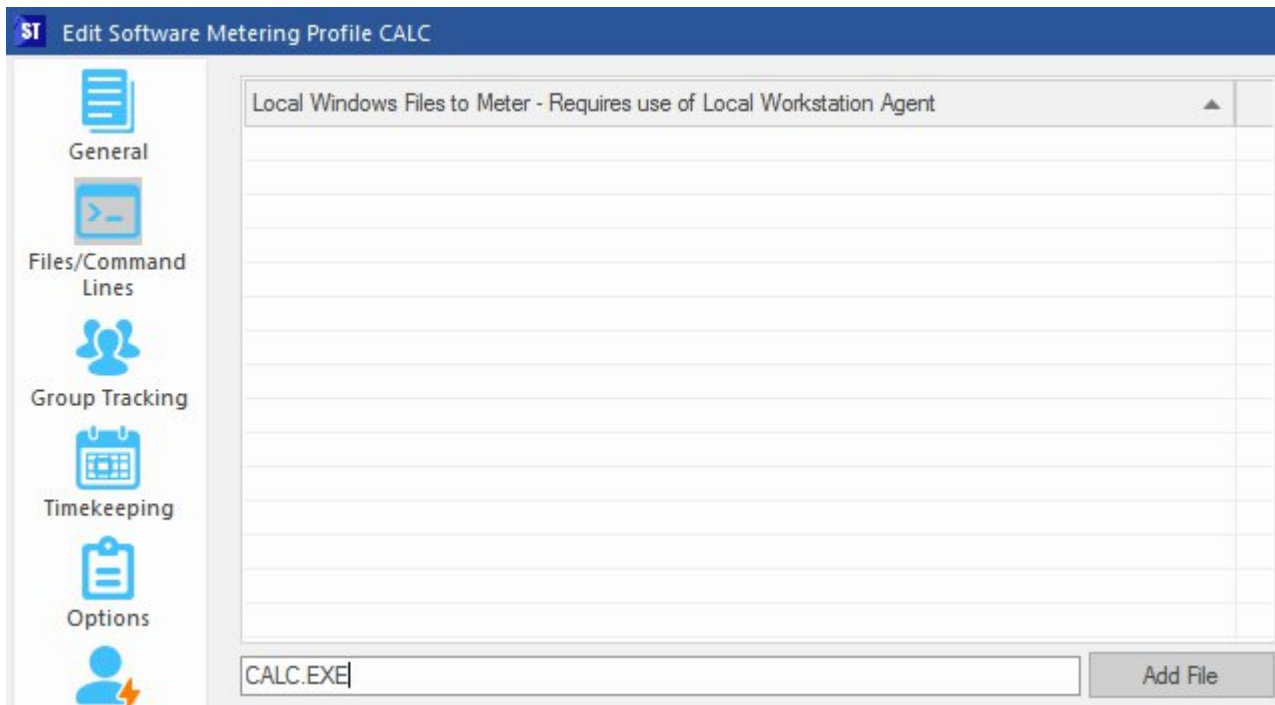 ST Edit Software Metering Profile CALC
General
Files/Command
Lines
Group Tracking
Timekeeping
Options
Local Windows Files to Meter - Requires use of Local Workstation Agent
CALC.EXE
Add File